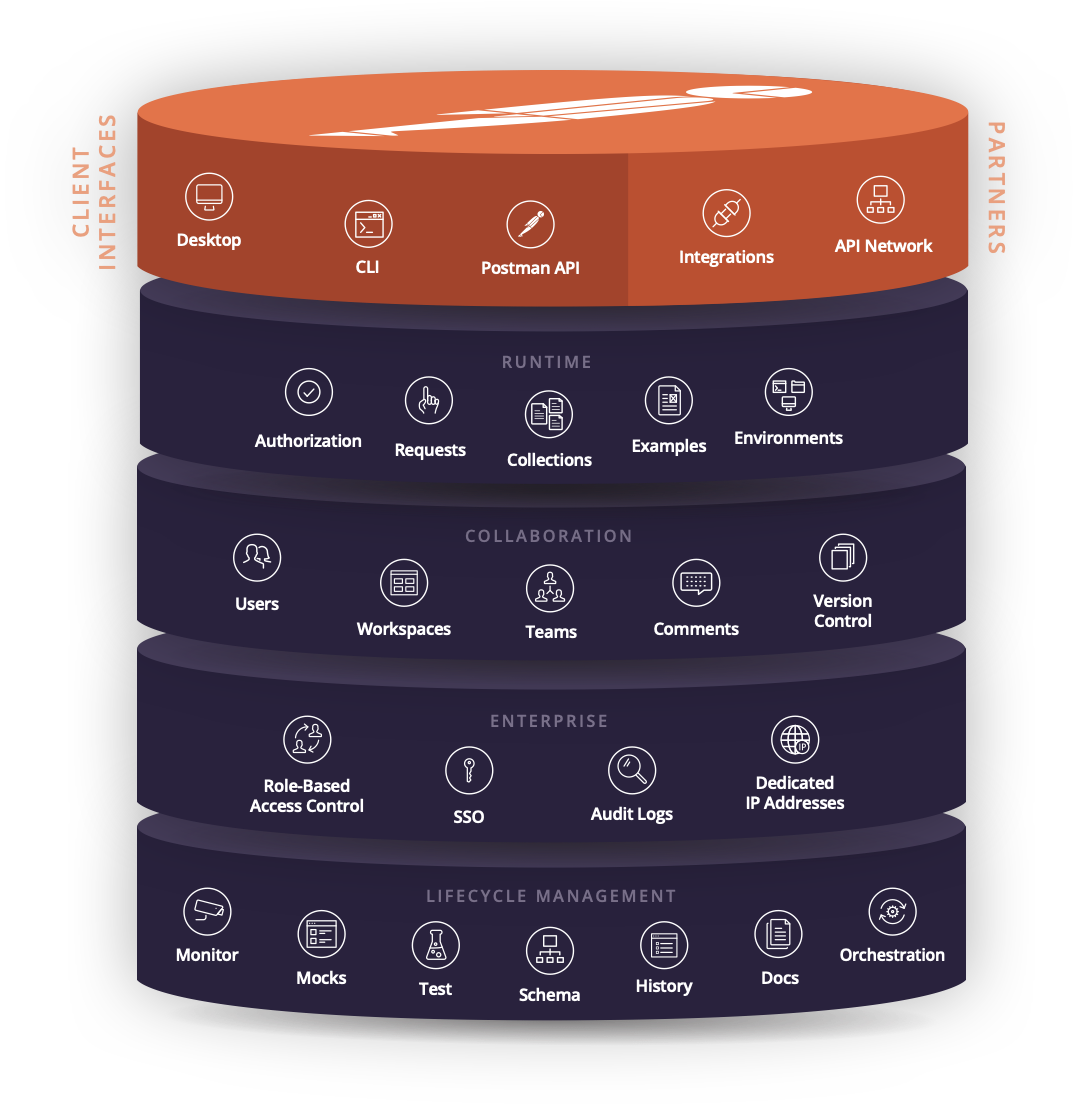 CLIENT
INTERFACES
PARTNERS
Desktop
CLI
Postman API
Integrations
API Network
RUNTIME
Authorization
Requests
Collections
Examples
Environments
COLLABORATION
Users
Workspaces
Teams
Comments
Version
Control
ENTERPRISE
Role-Based
Access Control
SSO
Audit Logs
IP
Dedicated
IP Addresses
LIFECYCLE MANAGEMENT
Monitor
Mocks
Test
Schema
History
Docs
Orchestration